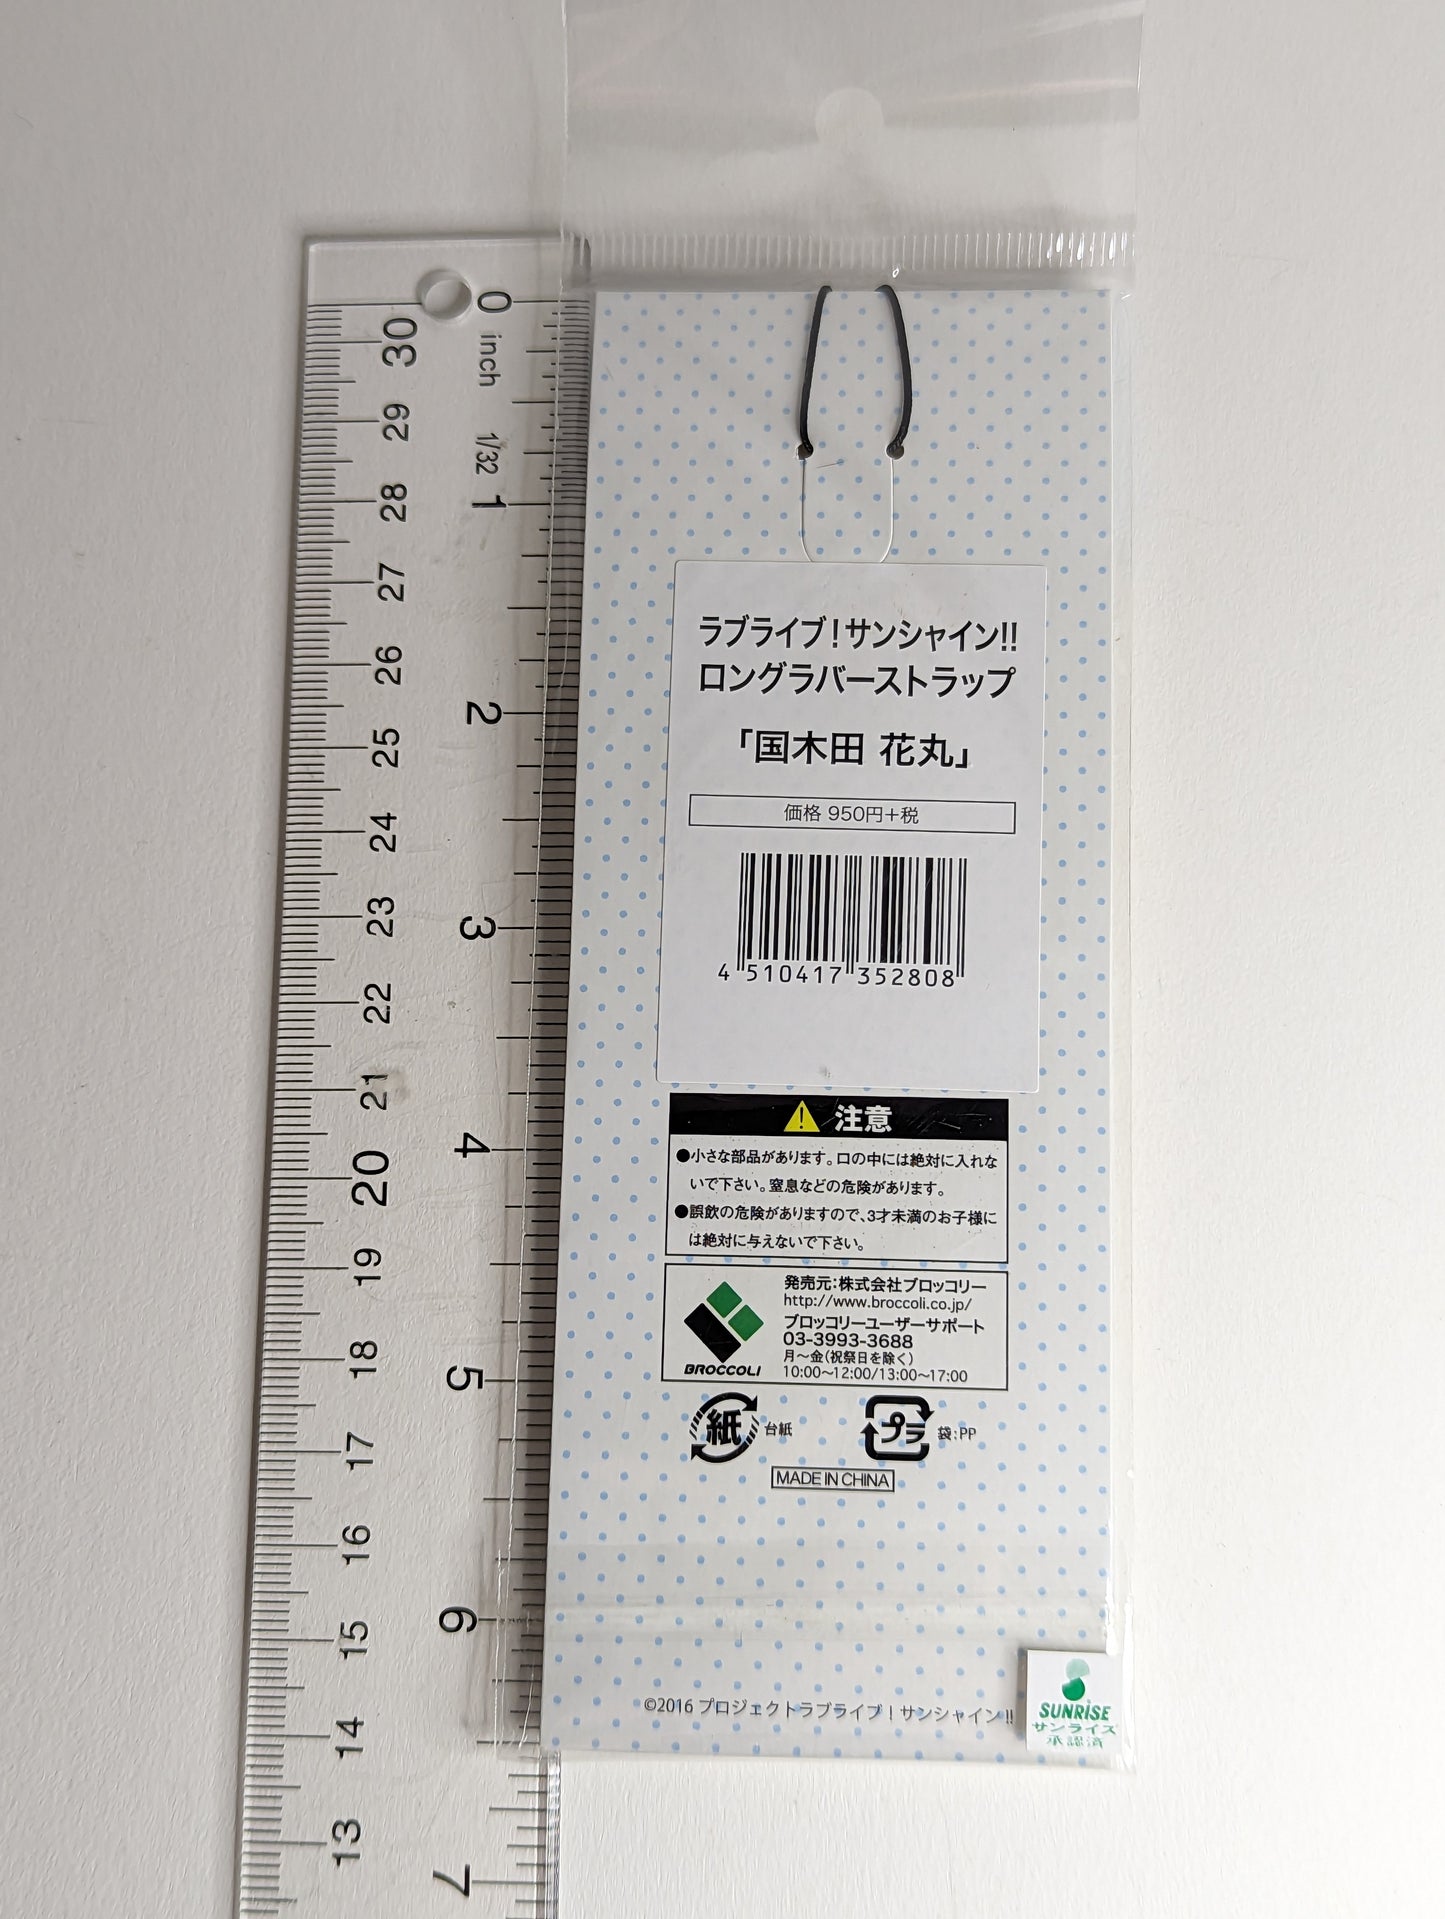 0
inch
1/32
1
2
3
4
5
6
7
30
29
28
27
26
25
24
23
22
21
20
19
18
17
16
15
14
13
ラブライブ！サンシャイン!!
ロングラバーストラップ
「国木田 花丸」
価格 950円+税
4 510417 352808
注意
●小さな部品があります。口の中には絶対に入れな
いで下さい。窒息などの危険があります。
●誤飲の危険がありますので、3才未満のお子様に
は絶対に与えないで下さい。
発売元：株式会社ブロッコリー
http://www.broccoli.co.jp/
ブロッコリーユーザーサポート
03-3993-3688
月〜金（祝祭日を除く）
10:00〜12:00/13:00〜17:00
BROCCOLI
紙 台紙
プラ 袋：PP
MADE IN CHINA
©2016 プロジェクトラブライブ！サンシャイン!!
SUNRISE
サンライズ
承認済